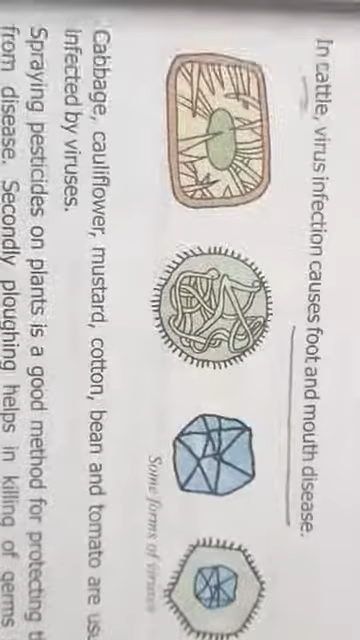 In cattle, virus infection causes foot and mouth disease.
Some forms of viruses
Cabbage, cauliflower, mustard, cotton, bean and tomato are
infected by viruses.
Spraying pesticides on plants is a good method for protecting
from disease. Secondly ploughing helps in killing of germs